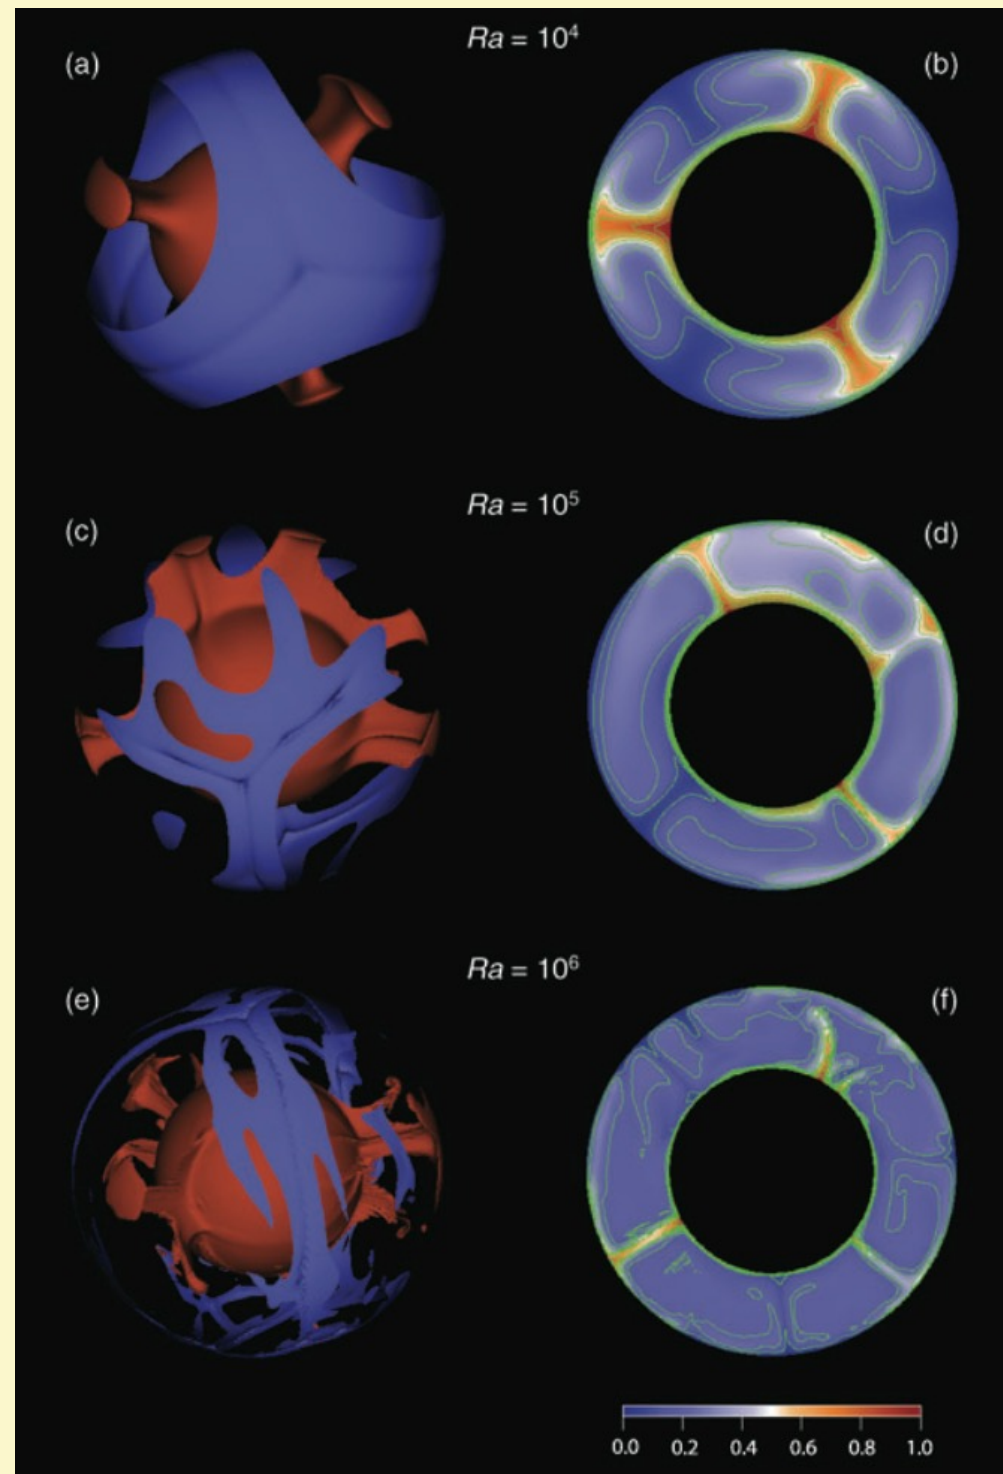 Ra = 10⁴
(a)
(b)
Ra = 10⁵
(c)
(d)
Ra = 10⁶
(e)
(f)
0.0 0.2 0.4 0.6 0.8 1.0